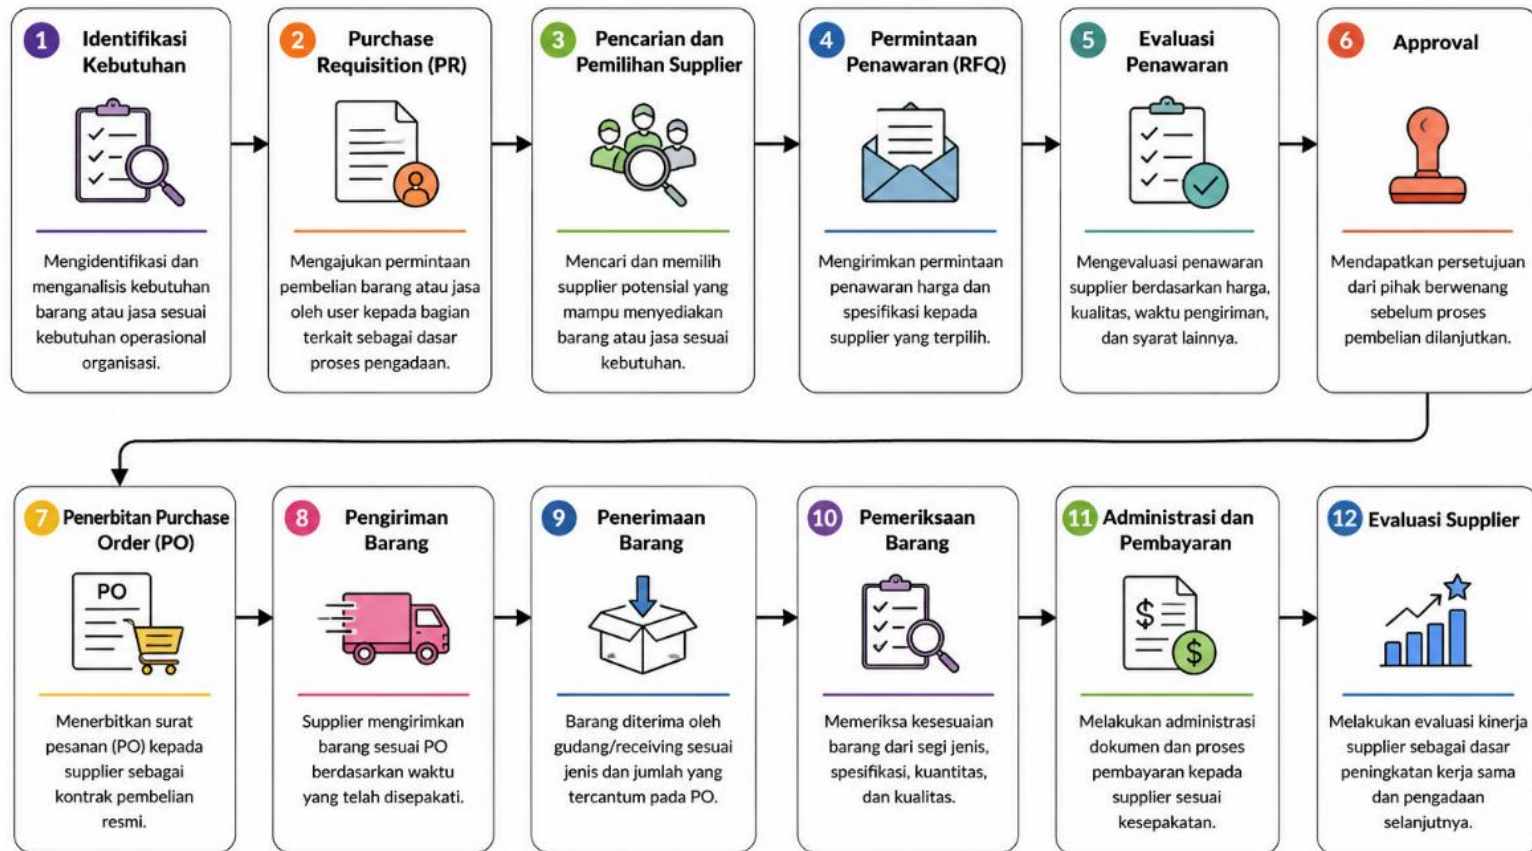 1
Identifikasi
Kebutuhan
Mengidentifikasi dan
menganalisis kebutuhan
barang atau jasa sesuai
kebutuhan operasional
organisasi.
2
Purchase
Requisition (PR)
Mengajukan permintaan
pembelian barang atau jasa
oleh user kepada bagian
terkait sebagai dasar
proses pengadaan.
3
Pencarian dan
Pemilihan Supplier
Mencari dan memilih
supplier potensial yang
mampu menyediakan
barang atau jasa sesuai
kebutuhan.
4
Permintaan
Penawaran (RFQ)
Mengirimkan permintaan
penawaran harga dan
spesifikasi kepada
supplier yang terpilih.
5
Evaluasi
Penawaran
Mengevaluasi penawaran
supplier berdasarkan harga,
kualitas, waktu pengiriman,
dan syarat lainnya.
6
Approval
Mendapatkan persetujuan
dari pihak berwenang
sebelum proses
pembelian dilanjutkan.
7
Penerbitan Purchase
Order (PO)
PO
Menerbitkan surat
pesanan (PO) kepada
supplier sebagai
kontrak pembelian
resmi.
8
Pengiriman
Barang
Supplier mengirimkan
barang sesuai PO
berdasarkan waktu
yang telah disepakati.
9
Penerimaan
Barang
Barang diterima oleh
gudang/receiving sesuai
jenis dan jumlah yang
tercantum pada PO.
10
Pemeriksaan
Barang
Memeriksa kesesuaian
barang dari segi jenis,
spesifikasi, kuantitas,
dan kualitas.
11
Administrasi dan
Pembayaran
$
$
Melakukan administrasi
dokumen dan proses
pembayaran kepada
supplier sesuai
kesepakatan.
12
Evaluasi Supplier
Melakukan evaluasi kinerja
supplier sebagai dasar
peningkatan kerja sama
dan pengadaan
selanjutnya.